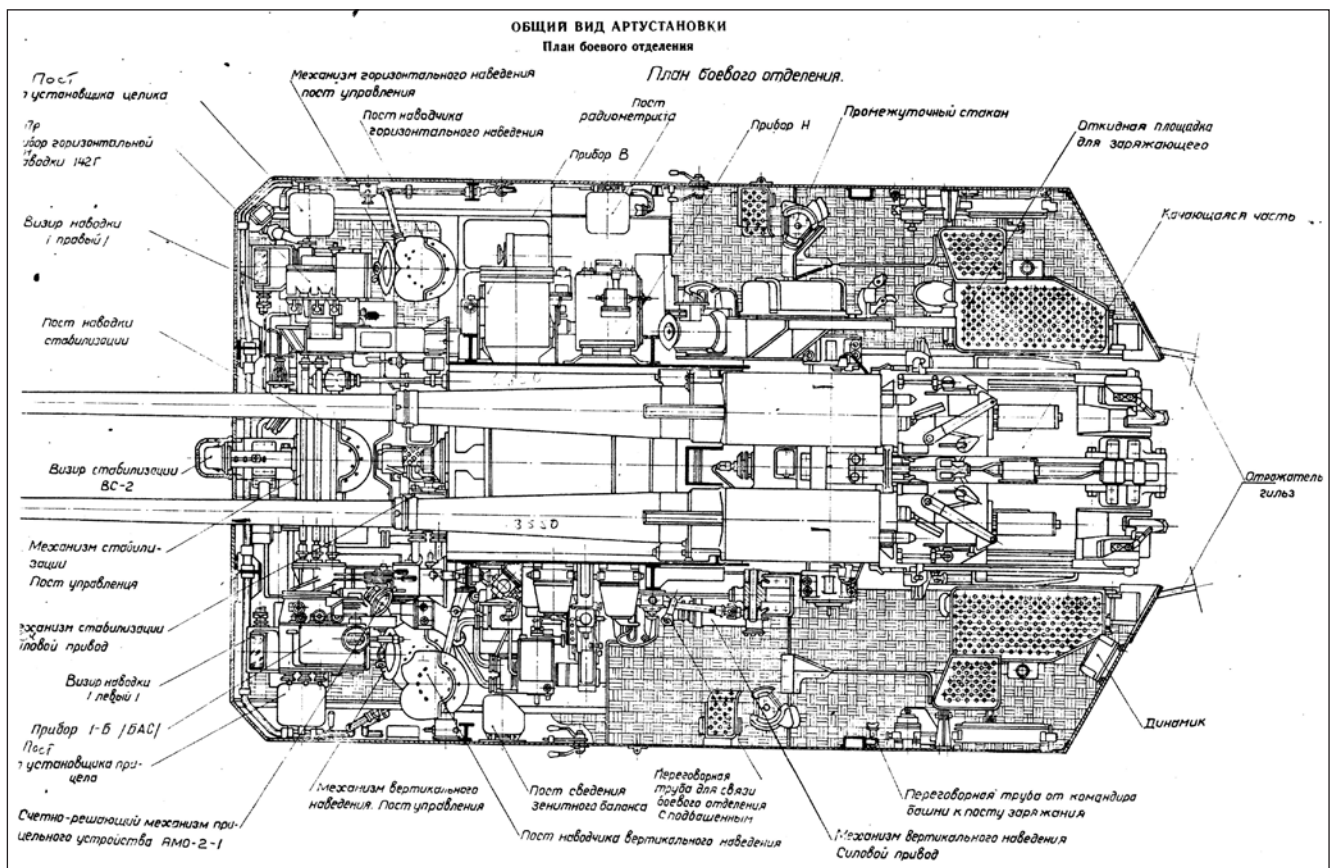 ОБЩИЙ ВИД АРТУСТАНОВКИ
План боевого отделения
План боевого отделения.
Пост
установщика целика
Механизм горизонтального наведения
пост управления
Пост наводчика
горизонтального наведения
Прибор В
Пост
радиометриста
Прибор Н
Промежуточный стакан
Откидная площадка
для заряжающего
Качающаяся часть
горизонтальной
142Г
Визир наводки
правый
Пост наводки
стабилизации
Визир стабилизации
ВС-2
Механизм стабили-
зации
Пост управления
стабилизации
привод
Визир наводки
левый
Прибор 1-Б /БАС/
Пост
установщика при-
цела
Счетно-решающий механизм при-
цельного устройства АМО-2-1
3530
Механизм вертикального
наведения. Пост управления
Пост сведения
зенитного баланса
Пост наводчика вертикального наведения
Переговорная
труба для связи
боевого отделения
с подбашенным
Механизм вертикального наведения
Силовой привод
Переговорная труба от командира
башни к посту заряжания
Динамик
Отражатель
гильз